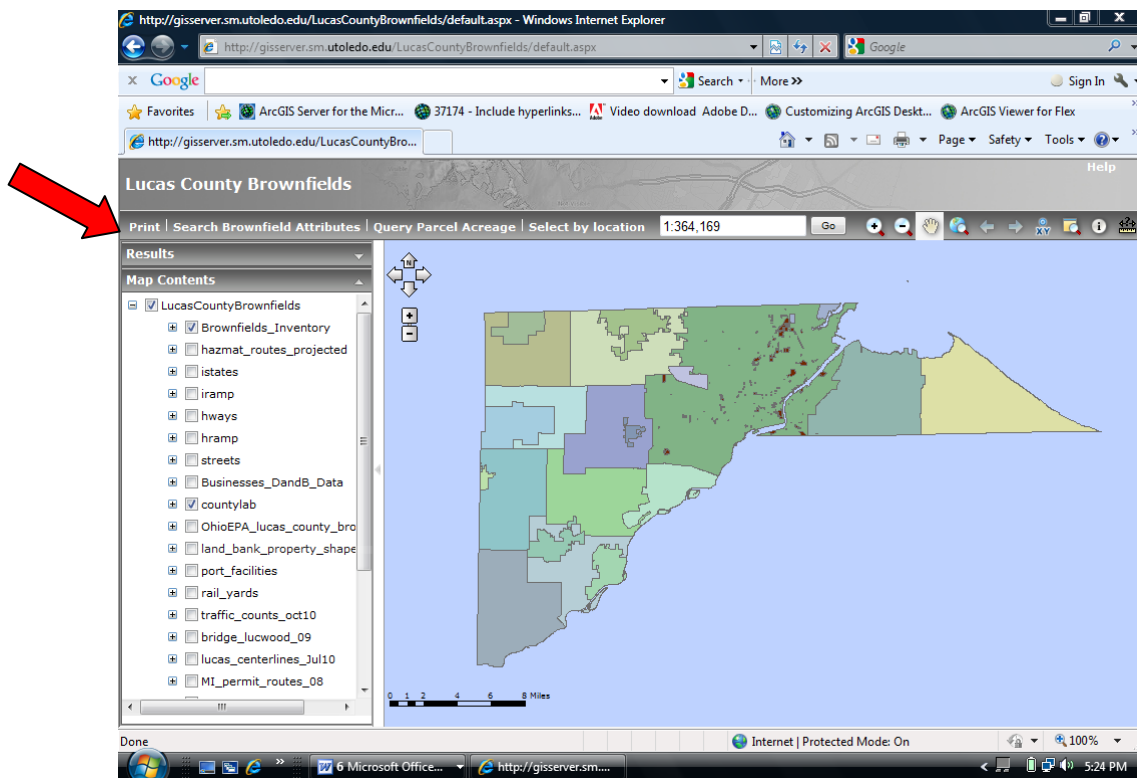 http://gisserver.sm.utoledo.edu/LucasCountyBrownfields/default.aspx - Windows Internet Explorer
http://gisserver.sm.utoledo.edu/LucasCountyBrownfields/default.aspx
Google
x Google
Search
More >>
Sign In
Favorites
ArcGIS Server for the Micr...
37174 - Include hyperlinks...
Video download Adobe D...
Customizing ArcGIS Deskt...
ArcGIS Viewer for Flex
http://gisserver.sm.utoledo.edu/LucasCountyBro...
Page
Safety
Tools
Help
Lucas County Brownfields
Print | Search Brownfield Attributes | Query Parcel Acreage | Select by location
1:364,169
Go
XY
Results
Map Contents
LucasCountyBrownfields
Brownfields_Inventory
hazmat_routes_projected
istates
iramp
hways
hramp
streets
Businesses_DandB_Data
countylab
OhioEPA_lucas_county_bro
land_bank_property_shape
port_facilities
rail_yards
traffic_counts_oct10
bridge_lucwood_09
lucas_centerlines_Jul10
MI_permit_routes_08
N
0 1 2 4 6 8 Miles
Done
Internet | Protected Mode: On
100%
6 Microsoft Office...
http://gisserver.sm....
5:24 PM